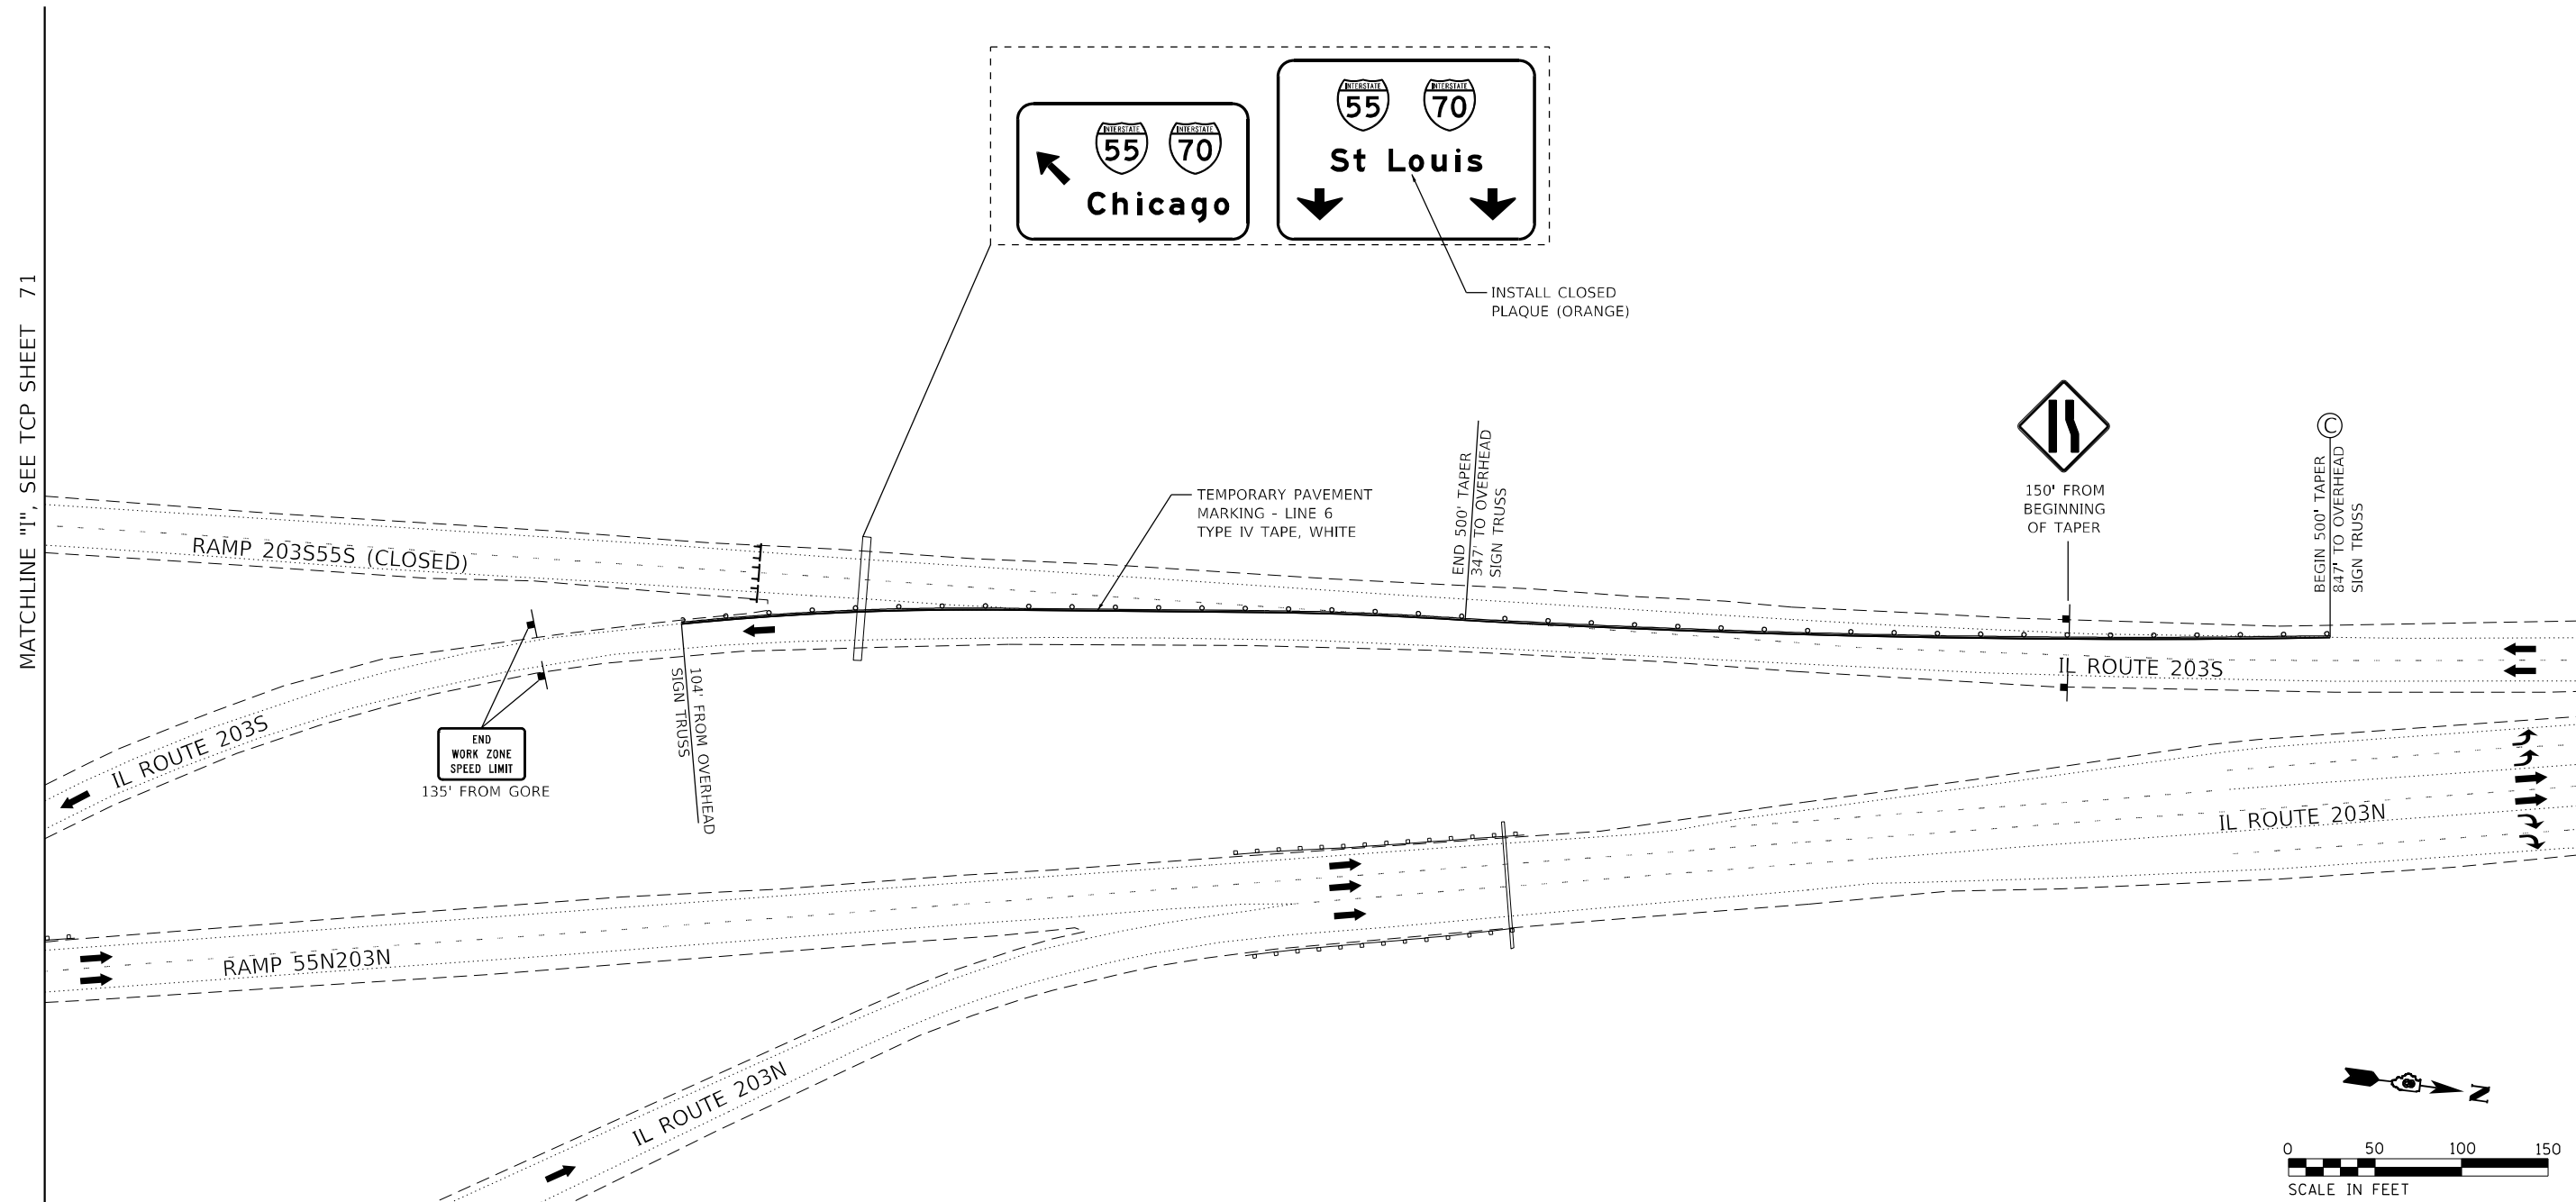 MATCHLINE "I", SEE TCP SHEET 71
INTERSTATE
55
INTERSTATE
70
Chicago
INTERSTATE
55
INTERSTATE
70
St Louis
INSTALL CLOSED
PLAQUE (ORANGE)
TEMPORARY PAVEMENT
MARKING - LINE 6
TYPE IV TAPE, WHITE
END 500' TAPER
347' TO OVERHEAD
SIGN TRUSS
150' FROM
BEGINNING
OF TAPER
C
BEGIN 500' TAPER
847' TO OVERHEAD
SIGN TRUSS
RAMP 203S55S (CLOSED)
IL ROUTE 203S
104' FROM OVERHEAD
SIGN TRUSS
IL ROUTE 203S
END
WORK ZONE
SPEED LIMIT
135' FROM GORE
IL ROUTE 203N
RAMP 55N203N
IL ROUTE 203N
N
0 50 100 150
SCALE IN FEET